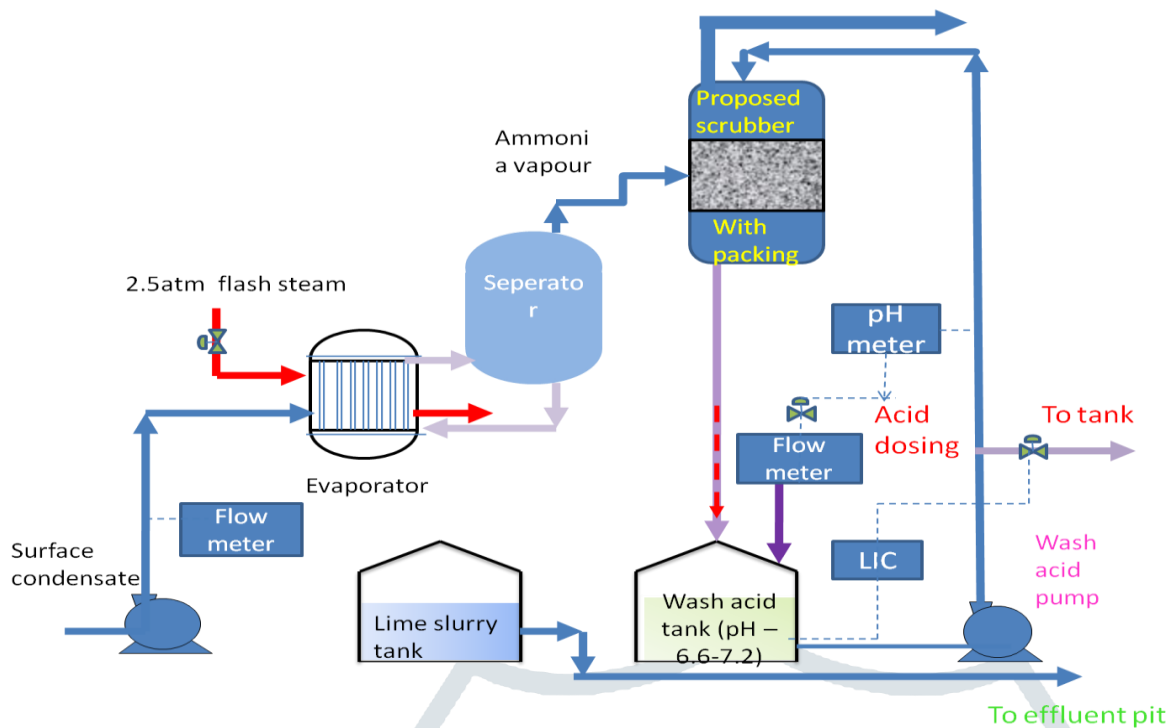 Proposed
scrubber
With
packing
Ammoni
a vapour
2.5atm  flash steam
Seperato
r
Evaporator
Flow
meter
Surface
condensate
pH
meter
Acid
dosing
To tank
Flow
meter
LIC
Wash
acid
pump
Lime slurry
tank
Wash acid
tank (pH –
6.6-7.2)
To effluent pit